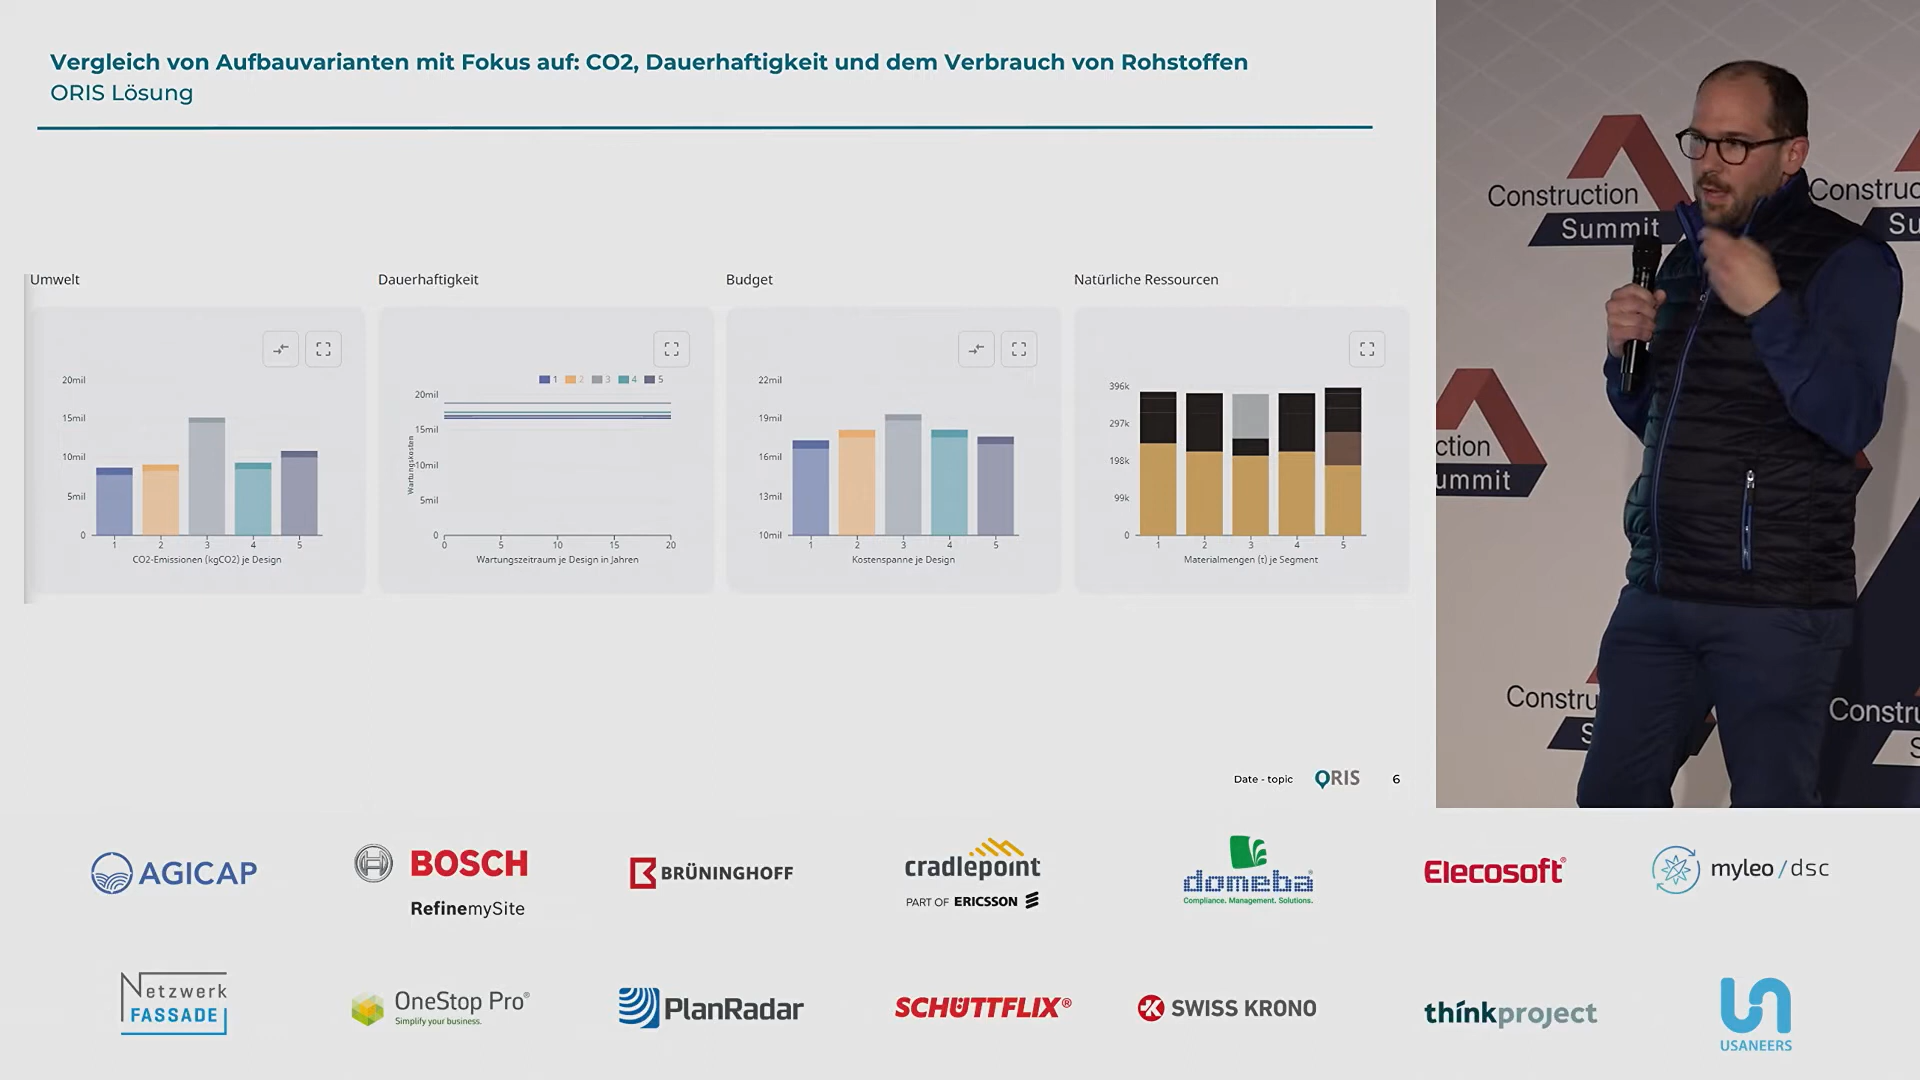 Vergleich von Aufbauvarianten mit Fokus auf: CO2, Dauerhaftigkeit und dem Verbrauch von Rohstoffen
ORIS Lösung
Umwelt
20mil
15mil
10mil
5mil
0
1 2 3 4 5
CO2-Emissionen (kgCO2) je Design
Dauerhaftigkeit
1 2 3 4 5
Wartungskosten
20mil
15mil
10mil
5mil
0
0 5 10 15 20
Wartungszeitraum je Design in Jahren
Budget
22mil
19mil
16mil
13mil
10mil
1 2 3 4 5
Kostenspanne je Design
Natürliche Ressourcen
396k
297k
198k
99k
0
1 2 3 4 5
Materialmengen (t) je Segment
Date - topic ORIS 6
Construction
Summit
Construc
Su
ction
ummit
Constru
S
Constru
S
AGICAP
BOSCH
RefinemySite
BRÜNINGHOFF
cradlepoint
PART OF ERICSSON
domeba
Compliance. Management. Solutions.
Elecosoft®
myleo / dsc
Netzwerk
FASSADE
OneStop Pro®
Simplify your business.
PlanRadar
SCHÜTTFLIX®
SWISS KRONO
thinkproject
USANEERS